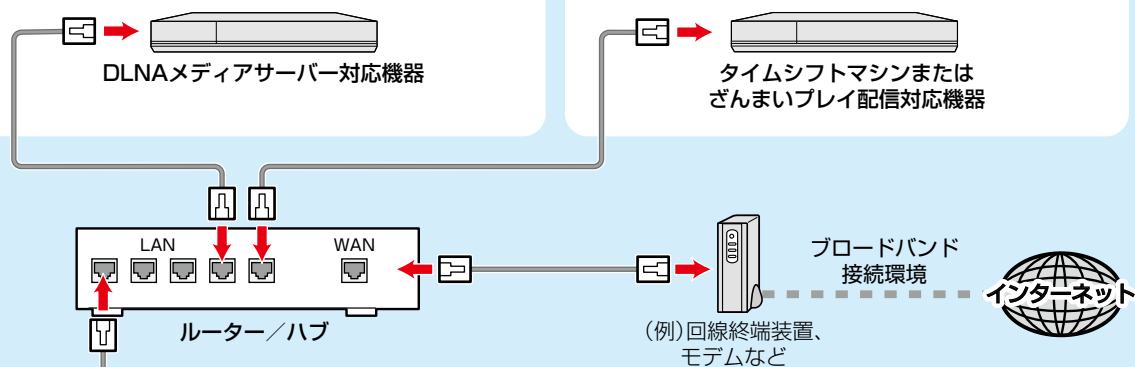 DLNAメディアサーバー対応機器
タイムシフトマシンまたは
ざんまいプレイ配信対応機器
LAN
WAN
ルーター／ハブ
ブロードバンド
接続環境
インターネット
(例)回線終端装置、
モデムなど